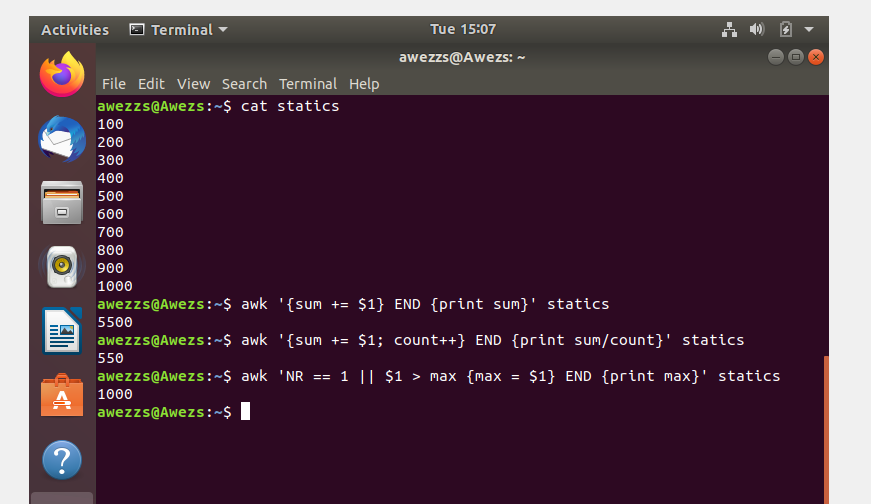 Activities Terminal Tue 15:07
awezzs@Awezs: ~
File Edit View Search Terminal Help
awezzs@Awezs:~$ cat statics
100
200
300
400
500
600
700
800
900
1000
awezzs@Awezs:~$ awk '{sum += $1} END {print sum}' statics
5500
awezzs@Awezs:~$ awk '{sum += $1; count++} END {print sum/count}' statics
550
awezzs@Awezs:~$ awk 'NR == 1 || $1 > max {max = $1} END {print max}' statics
1000
awezzs@Awezs:~$